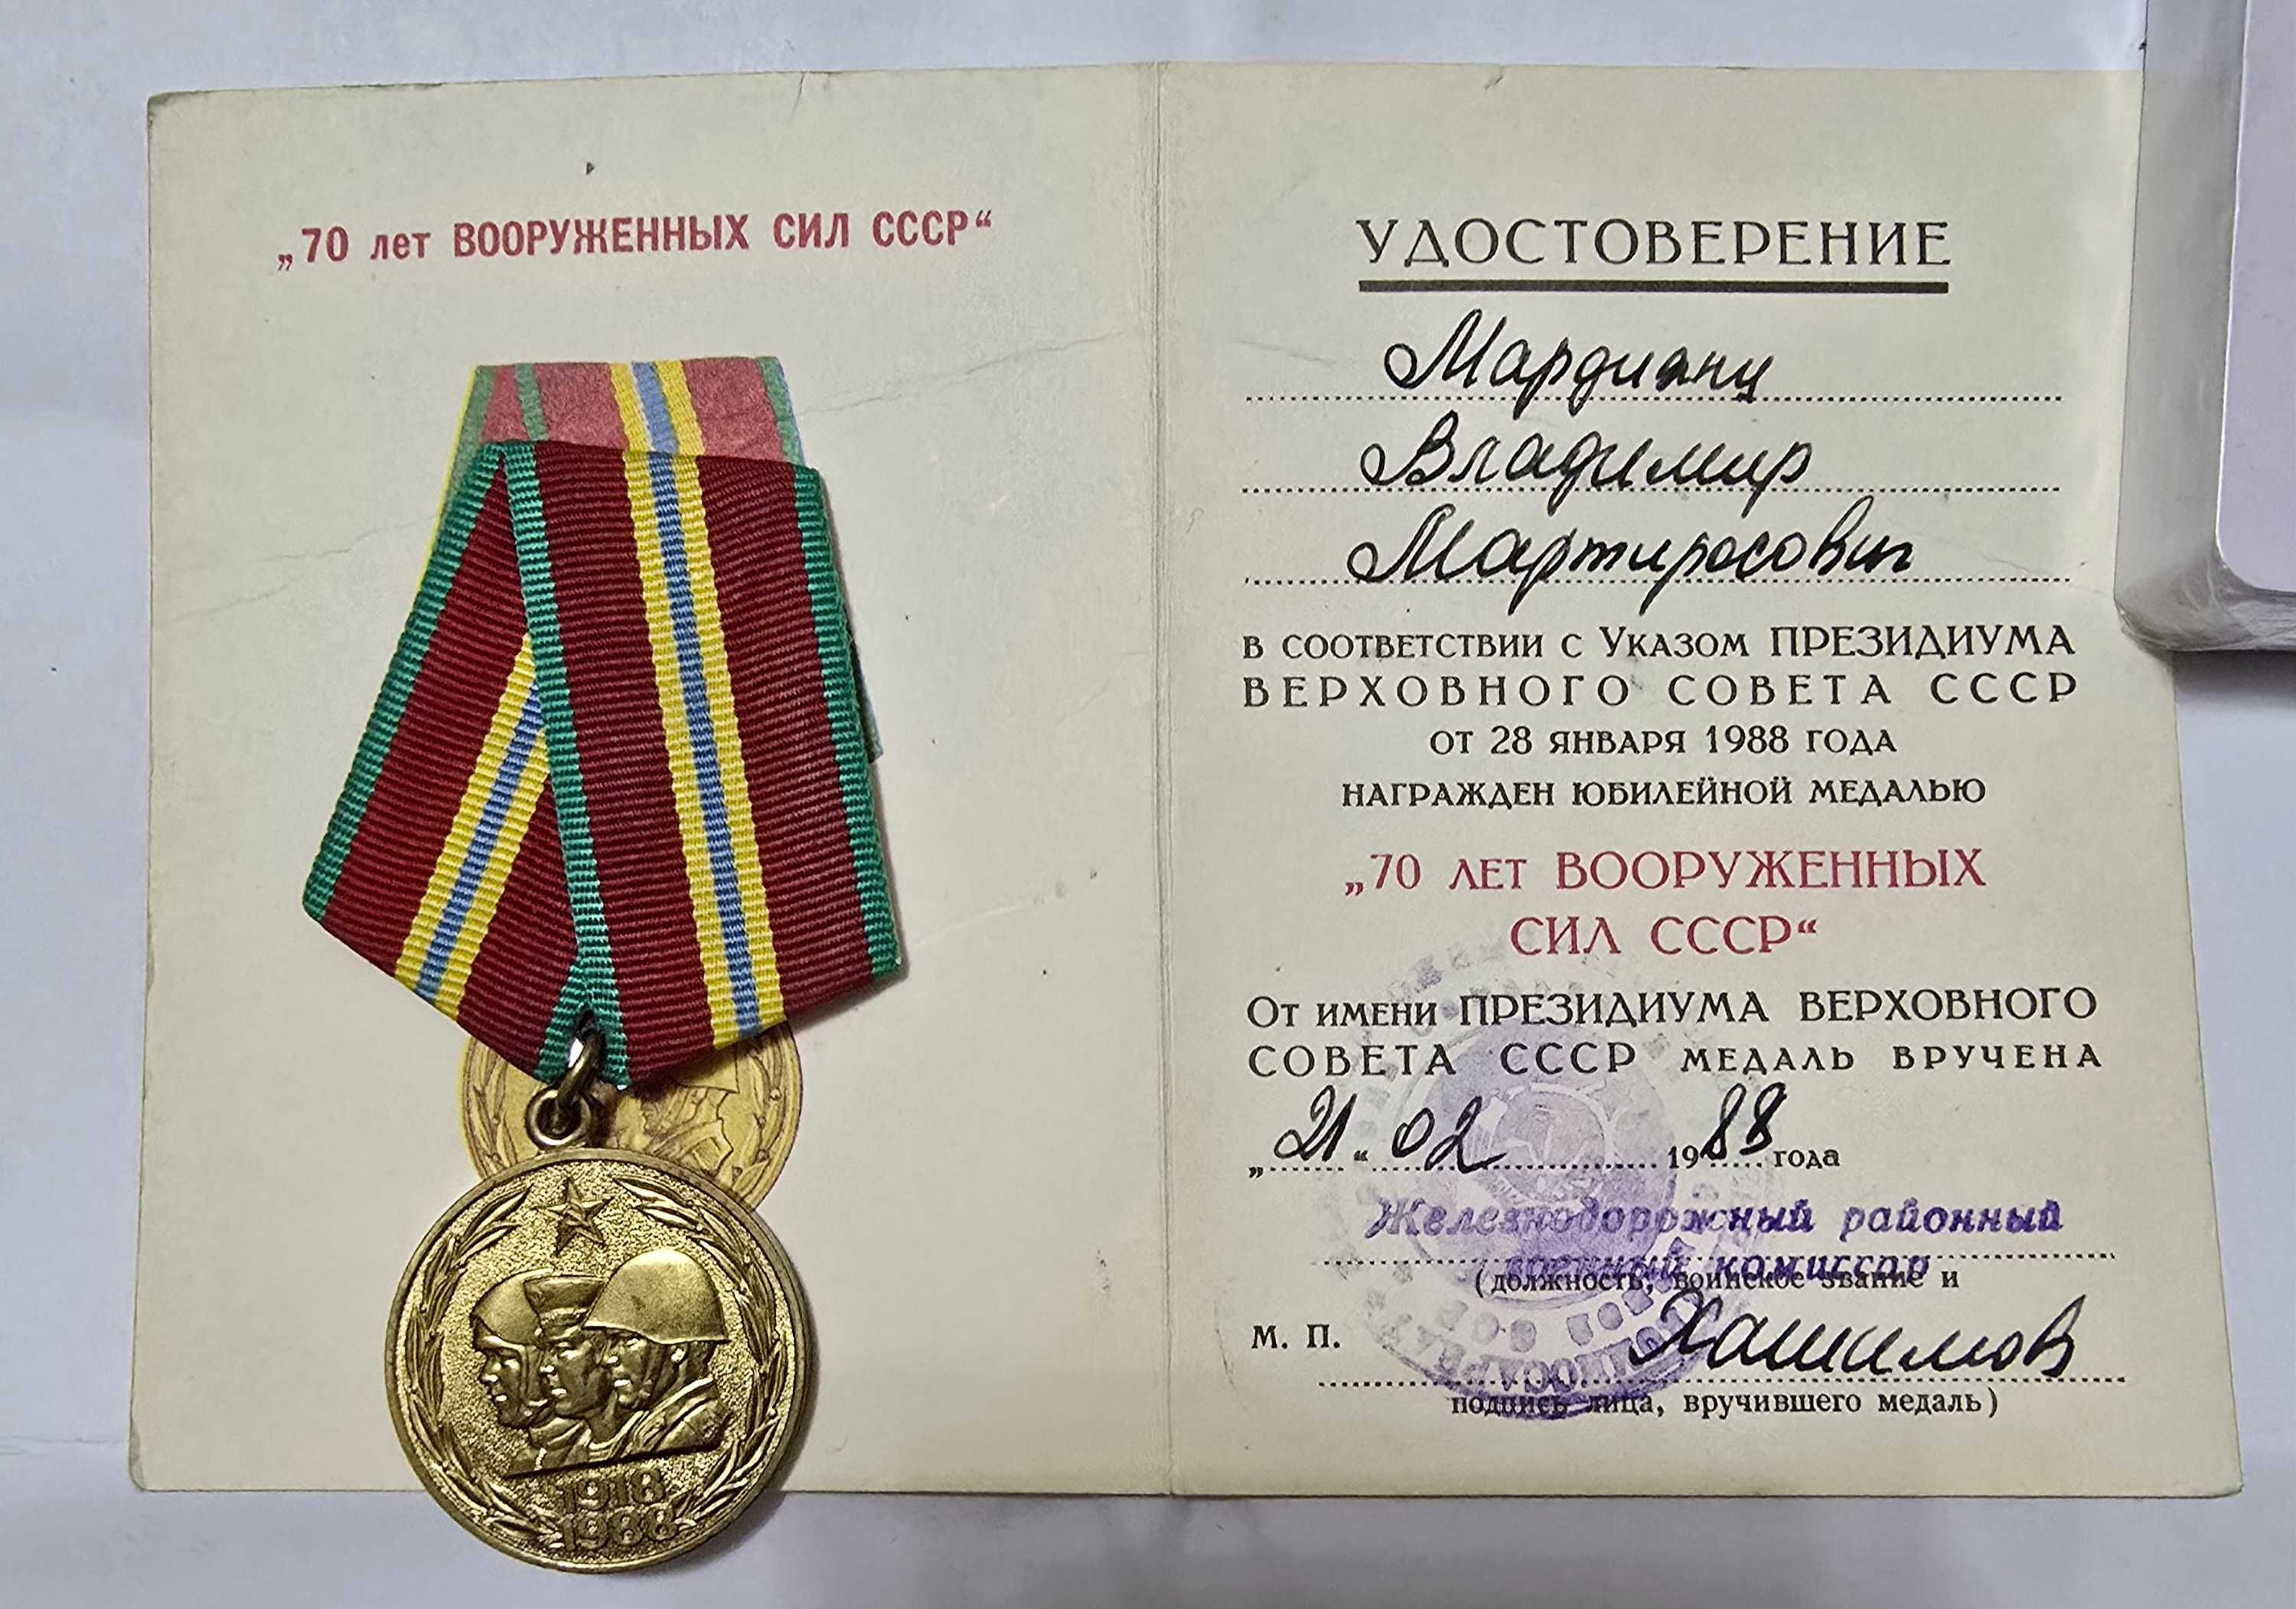 „70 лет ВООРУЖЕННЫХ СИЛ СССР“
1918
1988
УДОСТОВЕРЕНИЕ
Мардиянц
Владимир
Мартиросович
В СООТВЕТСТВИИ С УКАЗОМ ПРЕЗИДИУМА
ВЕРХОВНОГО СОВЕТА СССР
ОТ 28 ЯНВАРЯ 1988 ГОДА
НАГРАЖДЕН ЮБИЛЕЙНОЙ МЕДАЛЬЮ
„70 ЛЕТ ВООРУЖЕННЫХ
СИЛ СССР“
ОТ ИМЕНИ ПРЕЗИДИУМА ВЕРХОВНОГО
СОВЕТА СССР МЕДАЛЬ ВРУЧЕНА
„21“ 02 1988 года
Железнодорожный районный
военный комиссар
(должность, воинское звание и
М. П. Хашимов
подпись лица, вручившего медаль)